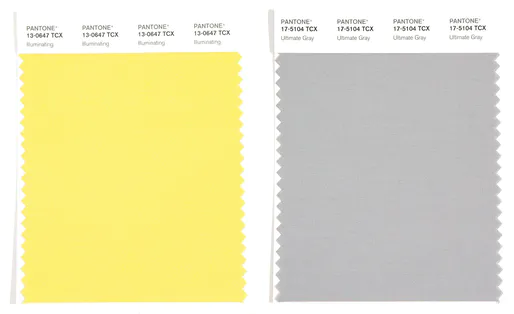 PANTONE® PANTONE® PANTONE® PANTONE®
13-0647 TCX 13-0647 TCX 13-0647 TCX 13-0647 TCX
Illuminating Illuminating Illuminating Illuminating
PANTONE® PANTONE® PANTONE® PANTONE®
17-5104 TCX 17-5104 TCX 17-5104 TCX 17-5104 TCX
Ultimate Gray Ultimate Gray Ultimate Gray Ultimate Gray